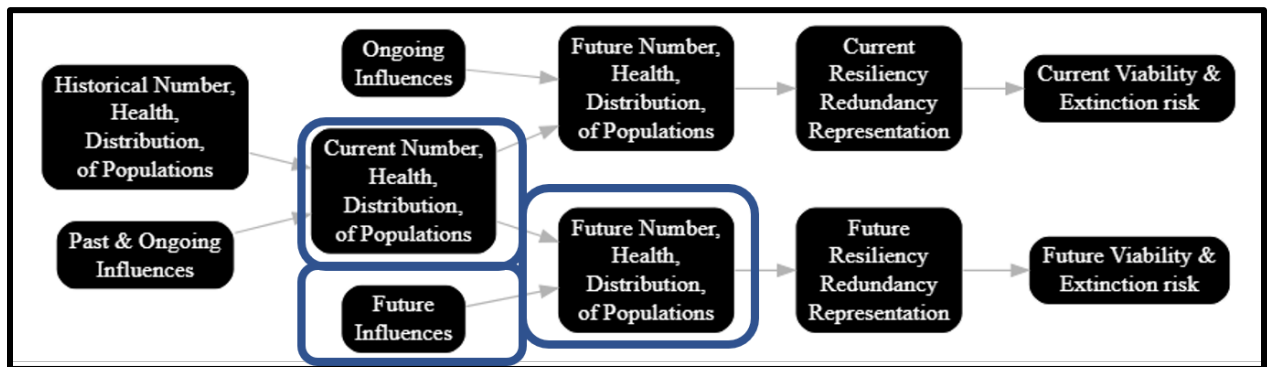 Historical Number,
Health,
Distribution,
of Populations
Past & Ongoing
Influences
Ongoing
Influences
Current Number,
Health,
Distribution,
of Populations
Future
Influences
Future Number,
Health,
Distribution,
of Populations
Future Number,
Health,
Distribution,
of Populations
Current
Resiliency
Redundancy
Representation
Future
Resiliency
Redundancy
Representation
Current Viability &
Extinction risk
Future Viability &
Extinction risk